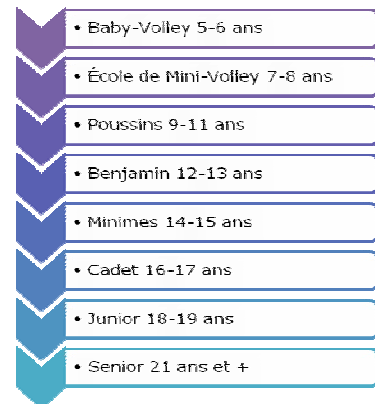 • Baby-Volley 5-6 ans
• École de Mini-Volley 7-8 ans
• Poussins 9-11 ans
• Benjamin 12-13 ans
• Minimes 14-15 ans
• Cadet 16-17 ans
• Junior 18-19 ans
• Senior 21 ans et +